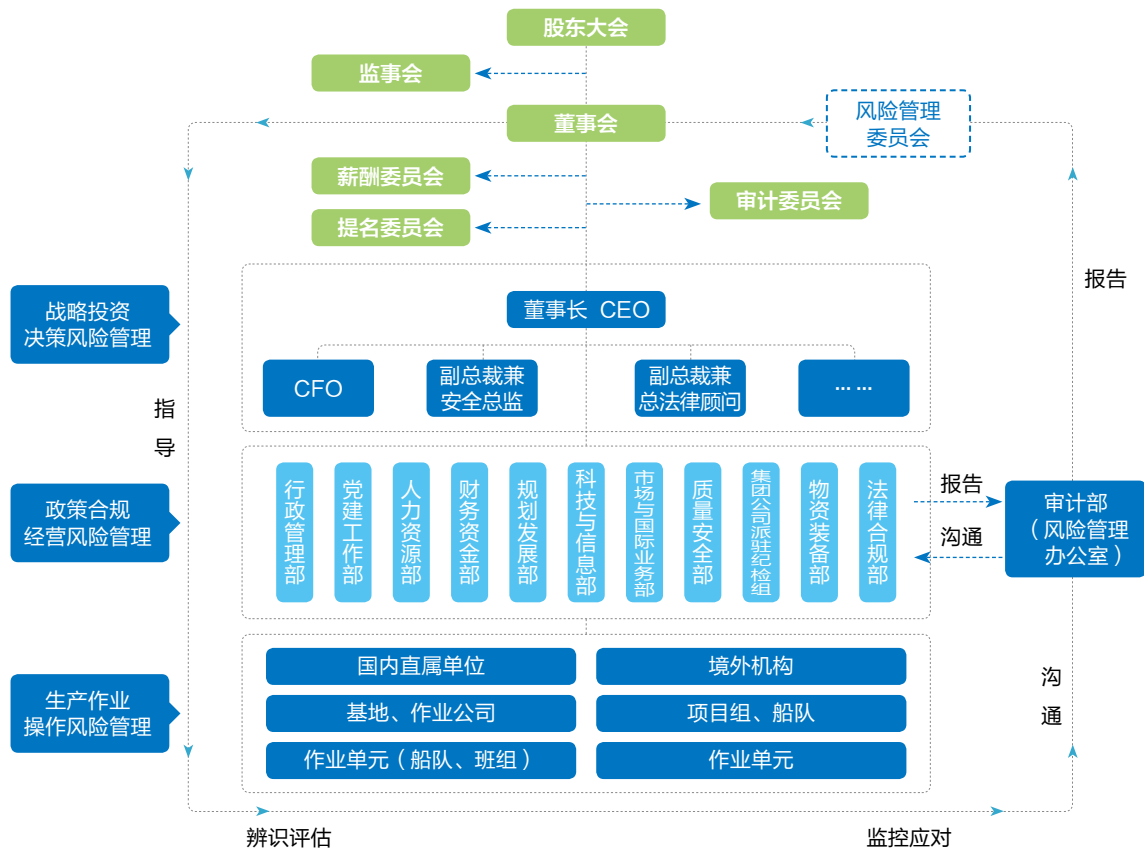 股东大会
监事会
董事会
风险管理
委员会
薪酬委员会
审计委员会
提名委员会
报告
战略投资
决策风险管理
董事长 CEO
CFO
副总裁兼
安全总监
副总裁兼
总法律顾问
... ...
指
导
政策合规
经营风险管理
行政管理部
党建工作部
人力资源部
财务资金部
规划发展部
科技与信息部
市场与国际业务部
质量安全部
集团公司派驻纪检组
物资装备部
法律合规部
报告
沟通
审计部
（风险管理
办公室）
生产作业
操作风险管理
国内直属单位
境外机构
基地、作业公司
项目组、船队
作业单元（船队、班组）
作业单元
沟
通
辨识评估
监控应对